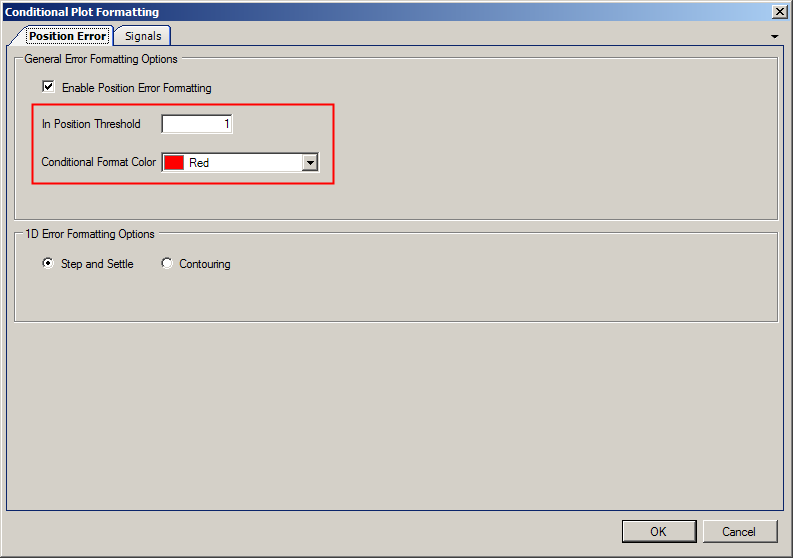 Conditional Plot Formatting
Position Error Signals
General Error Formatting Options
Enable Position Error Formatting
In Position Threshold 1
Conditional Format Color Red
1D Error Formatting Options
Step and Settle Contouring
OK Cancel